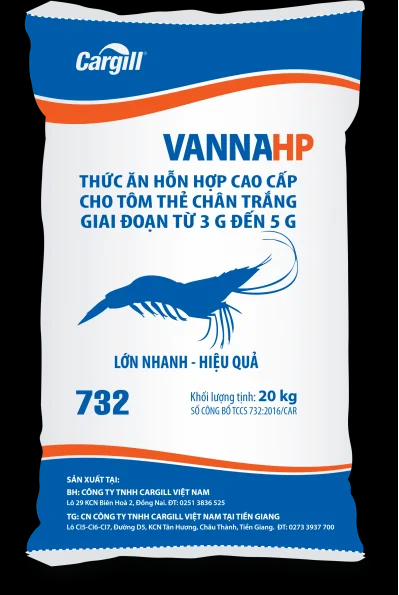 Cargill®
VANNAHP
THỨC ĂN HỖN HỢP CAO CẤP
CHO TÔM THẺ CHÂN TRẮNG
GIAI ĐOẠN TỪ 3 G ĐẾN 5 G
LỚN NHANH - HIỆU QUẢ
732
Khối lượng tịnh: 20 kg
SỐ CÔNG BỐ TCCS 732:2016/CAR
SẢN XUẤT TẠI:
BH: CÔNG TY TNHH CARGILL VIỆT NAM
Lô 29 KCN Biên Hoà 2, Đồng Nai. ĐT: 0251 3836 525
TG: CN CÔNG TY TNHH CARGILL VIỆT NAM TẠI TIỀN GIANG
Lô CI5-CI6-CI7, Đường D5, KCN Tân Hương, Châu Thành, Tiền Giang. ĐT: 0273 3937 700